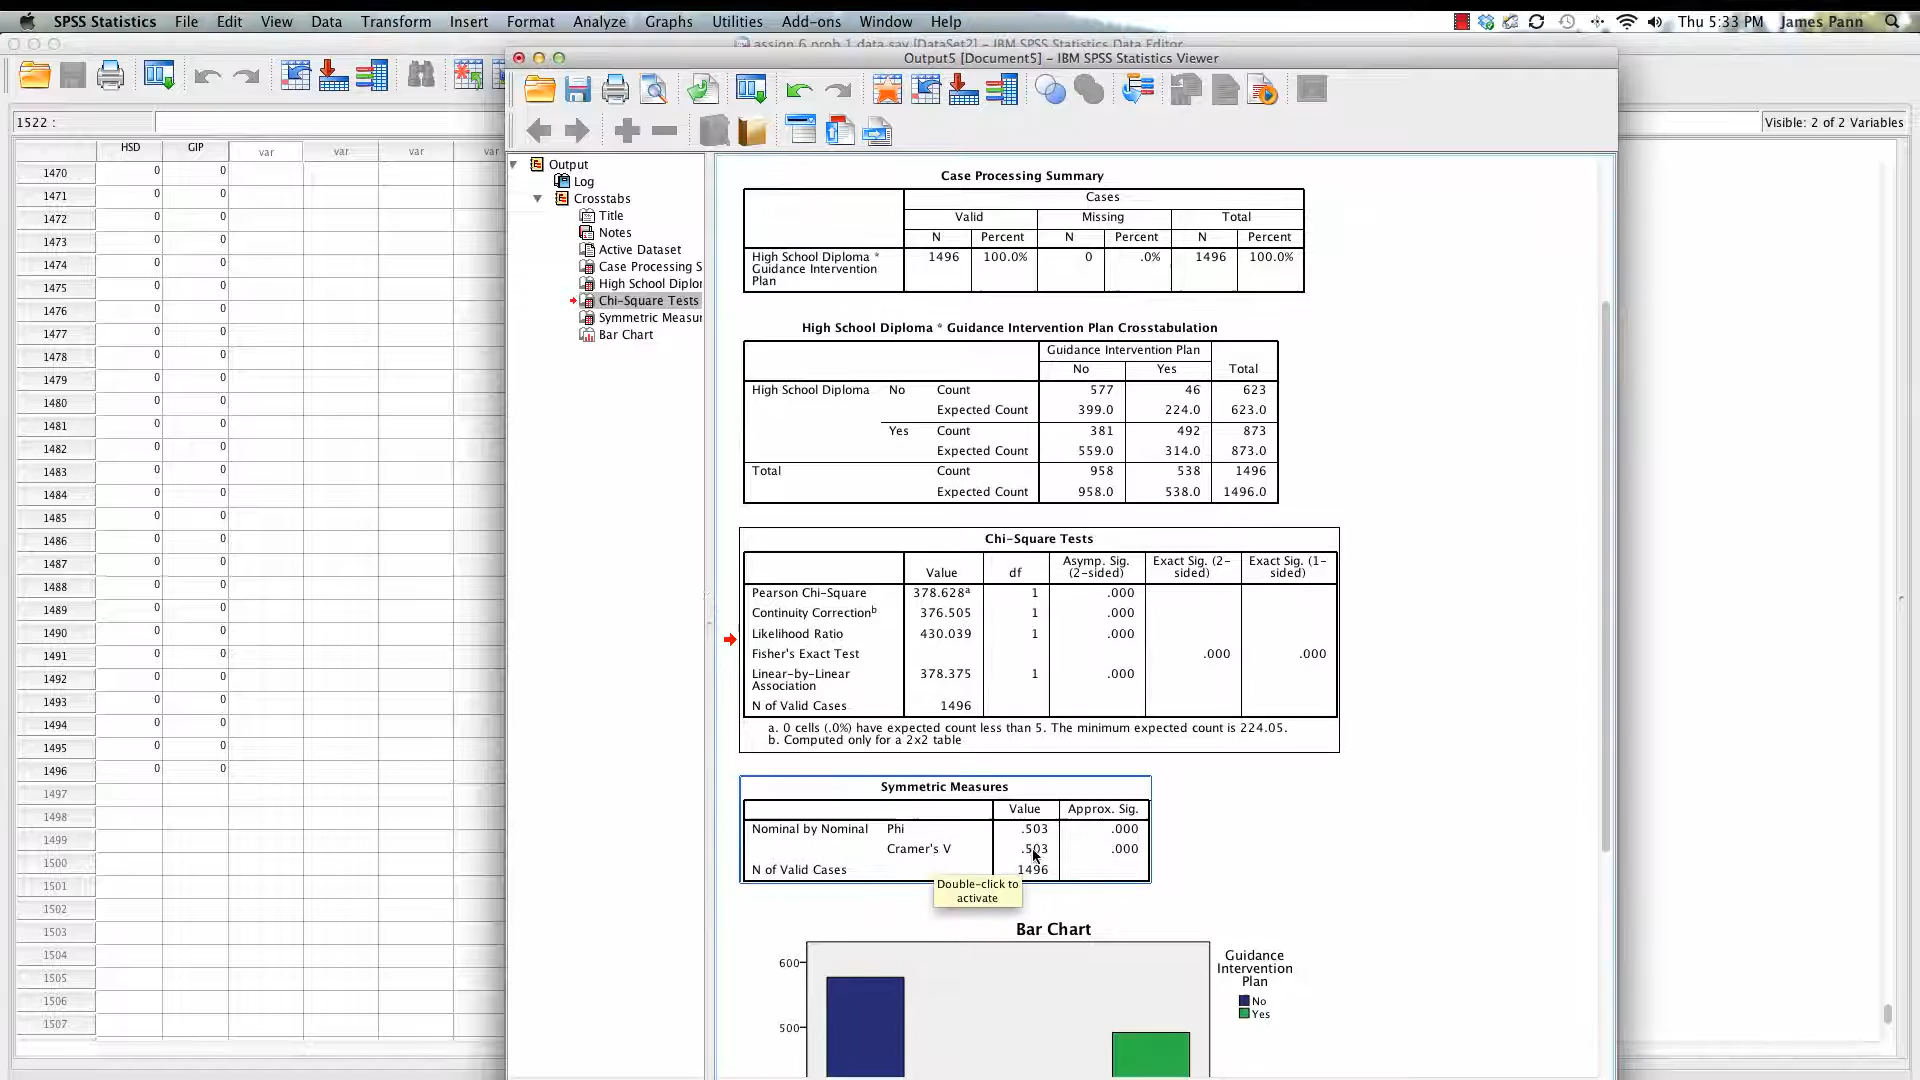 SPSS Statistics File Edit View Data Transform Insert Format Analyze Graphs Utilities Add-ons Window Help Thu 5:33 PM James Pann
assign 6 prob 1 data.sav [DataSet2] – IBM SPSS Statistics Data Editor
Output5 [Document5] – IBM SPSS Statistics Viewer
1522 :
Visible: 2 of 2 Variables
HSD GIP var var var var
1470 0 0
1471 0 0
1472 0 0
1473 0 0
1474 0 0
1475 0 0
1476 0 0
1477 0 0
1478 0 0
1479 0 0
1480 0 0
1481 0 0
1482 0 0
1483 0 0
1484 0 0
1485 0 0
1486 0 0
1487 0 0
1488 0 0
1489 0 0
1490 0 0
1491 0 0
1492 0 0
1493 0 0
1494 0 0
1495 0 0
1496 0 0
1497
1498
1499
1500
1501
1502
1503
1504
1505
1506
1507
Output
Log
Crosstabs
Title
Notes
Active Dataset
Case Processing S
High School Diplor
Chi-Square Tests
Symmetric Measur
Bar Chart
Case Processing Summary
Cases
Valid Missing Total
N Percent N Percent N Percent
High School Diploma * Guidance Intervention Plan 1496 100.0% 0 .0% 1496 100.0%
High School Diploma * Guidance Intervention Plan Crosstabulation
Guidance Intervention Plan
No Yes Total
High School Diploma No Count 577 46 623
Expected Count 399.0 224.0 623.0
Yes Count 381 492 873
Expected Count 559.0 314.0 873.0
Total Count 958 538 1496
Expected Count 958.0 538.0 1496.0
Chi-Square Tests
Value df Asymp. Sig. (2-sided) Exact Sig. (2-sided) Exact Sig. (1-sided)
Pearson Chi-Square 378.628a 1 .000
Continuity Correctionb 376.505 1 .000
Likelihood Ratio 430.039 1 .000
Fisher's Exact Test .000 .000
Linear-by-Linear Association 378.375 1 .000
N of Valid Cases 1496
a. 0 cells (.0%) have expected count less than 5. The minimum expected count is 224.05.
b. Computed only for a 2x2 table
Symmetric Measures
Value Approx. Sig.
Nominal by Nominal Phi .503 .000
Cramer's V .503 .000
N of Valid Cases 1496
Double-click to
activate
Bar Chart
600
500
Guidance
Intervention
Plan
No
Yes